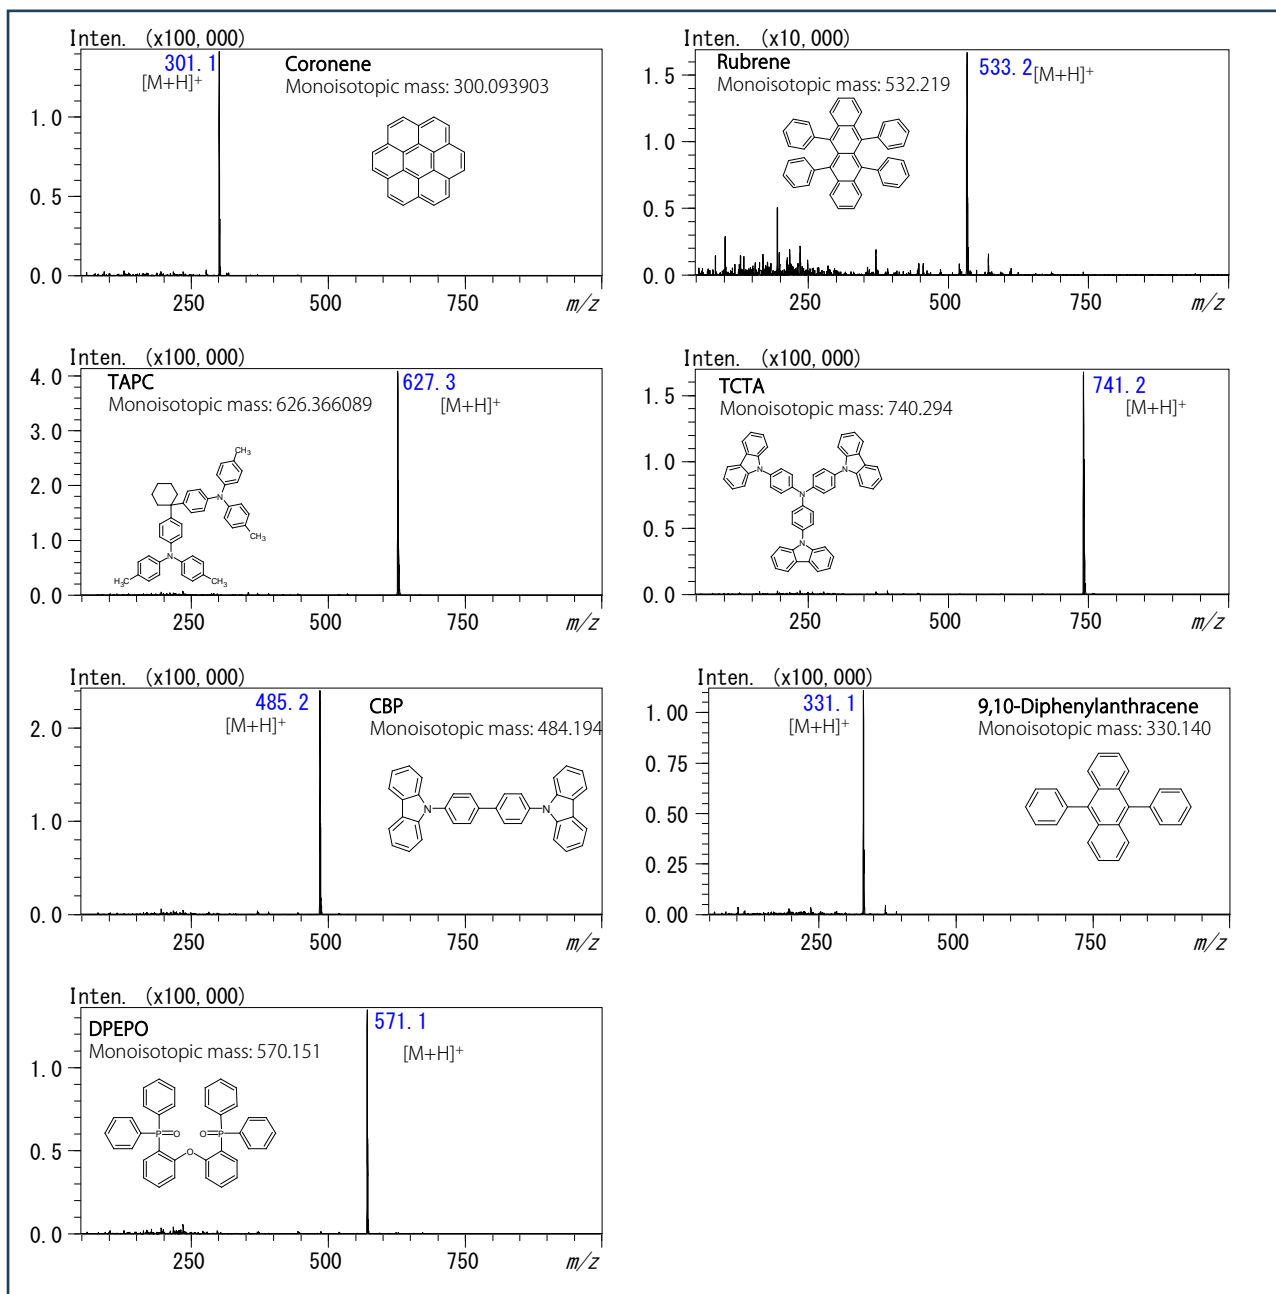 Inten. (x100,000)
301.1
[M+H]+
Coronene
Monoisotopic mass: 300.093903
1.0
0.5
0.0
250
500
750
m/z
Inten. (x10,000)
Rubrene
Monoisotopic mass: 532.219
533.2 [M+H]+
1.5
1.0
0.5
0.0
250
500
750
m/z
Inten. (x100,000)
TAPC
Monoisotopic mass: 626.366089
627.3
[M+H]+
4.0
3.0
2.0
1.0
0.0
CH3
N
CH3
N
H3C
CH3
250
500
750
m/z
Inten. (x100,000)
TCTA
Monoisotopic mass: 740.294
741.2
[M+H]+
1.5
1.0
0.5
0.0
N
N
N
N
250
500
750
m/z
Inten. (x100,000)
485.2
[M+H]+
CBP
Monoisotopic mass: 484.194
2.0
1.0
0.0
N
N
250
500
750
m/z
Inten. (x100,000)
331.1
[M+H]+
9,10-Diphenylanthracene
Monoisotopic mass: 330.140
1.00
0.75
0.50
0.25
0.00
250
500
750
m/z
Inten. (x100,000)
DPEPO
Monoisotopic mass: 570.151
571.1
[M+H]+
1.0
0.5
0.0
P=O
O=P
O
250
500
750
m/z